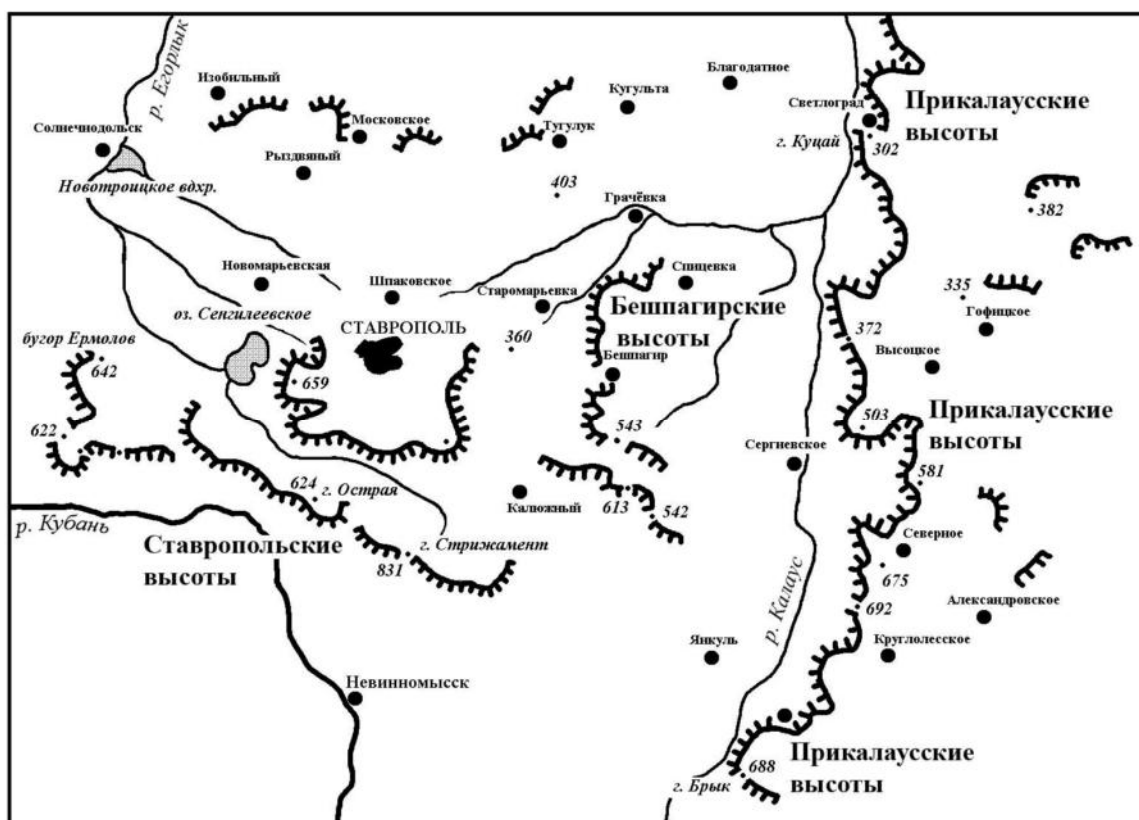 р. Егорлык
Изобильный
Солнечнодольск
Московское
Рыздвяный
Новотроицкое вдхр.
Тугулук
Кугульта
Благодатное
Светлоград
г. Куцай
302
Прикалаусские
высоты
403
Грачёвка
382
Новомарьевская
Шпаковское
Старомарьевка
Спицевка
335
Гофицкое
оз. Сенгилеевское
СТАВРОПОЛЬ
360
Бешпагирские
высоты
Бешпагир
372
Высоцкое
бугор Ермолов
642
659
622
543
503
Прикалаусские
высоты
Сергиевское
581
624
г. Острая
Калюжный
613
542
р. Кубань
Ставропольские
высоты
г. Стрижамент
831
Северное
675
692
Александровское
р. Калаус
Янкуль
Круглолесское
Невинномысск
688
г. Брык
Прикалаусские
высоты